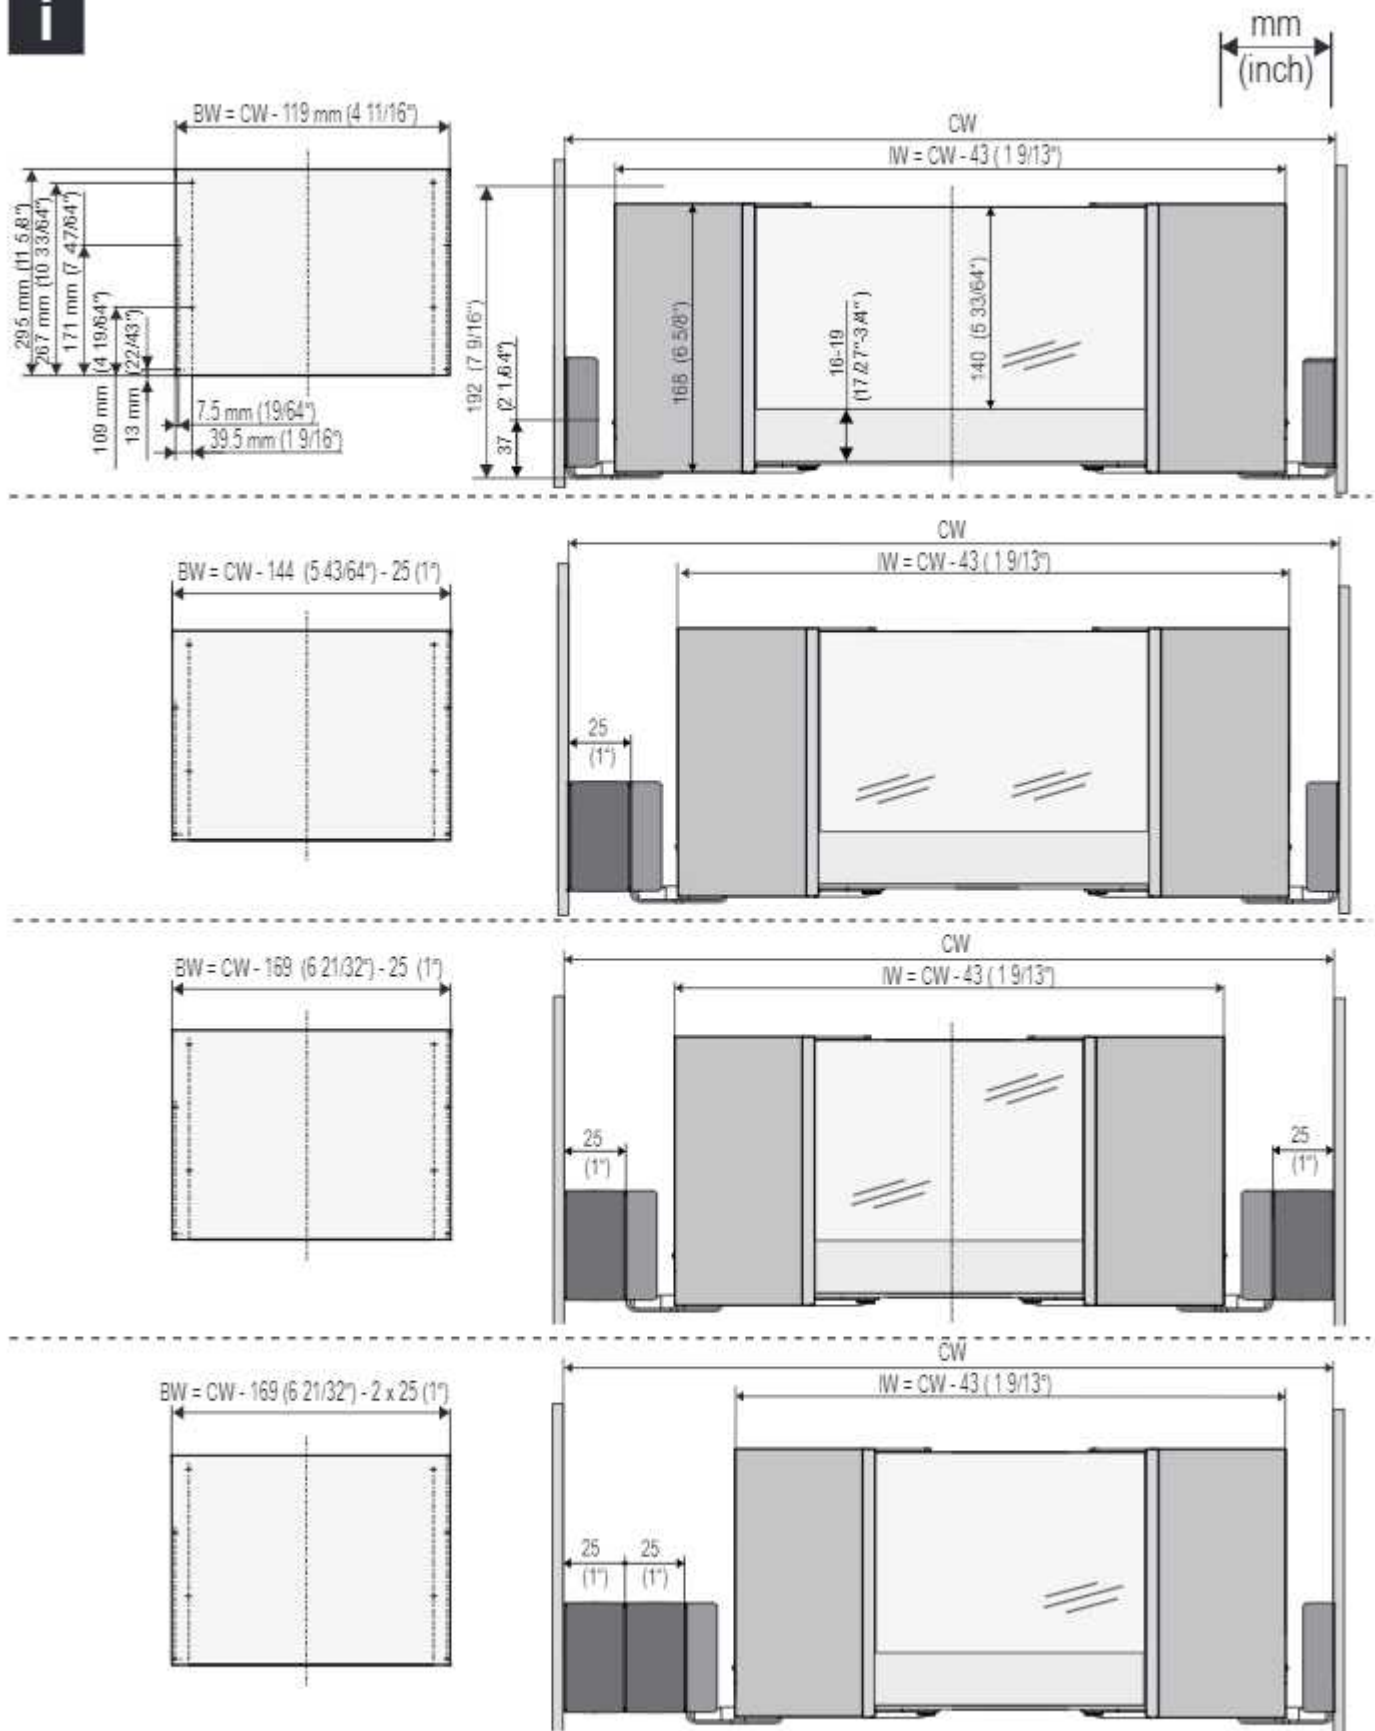 i
mm
(inch)
BW = CW - 119 mm (4 11/16")
CW
IW = CW - 43 ( 1 9/13")
295 mm (11 5/8")
267 mm (10 33/64")
171 mm (7 47/64")
109 mm (4 19/64")
13 mm (22/43")
7.5 mm (19/64")
39.5 mm (1 9/16")
192 (7 9/16")
37 (2 1/64")
168 (6 5/8")
16-19
(17/27"-3/4")
140 (5 33/64")
CW
BW = CW - 144 (5 43/64") - 25 (1")
IW = CW - 43 ( 1 9/13")
25
(1")
CW
BW = CW - 169 (6 21/32") - 25 (1")
IW = CW - 43 ( 1 9/13")
25
(1")
25
(1")
CW
BW = CW - 169 (6 21/32") - 2 x 25 (1")
IW = CW - 43 ( 1 9/13")
25
(1")
25
(1")